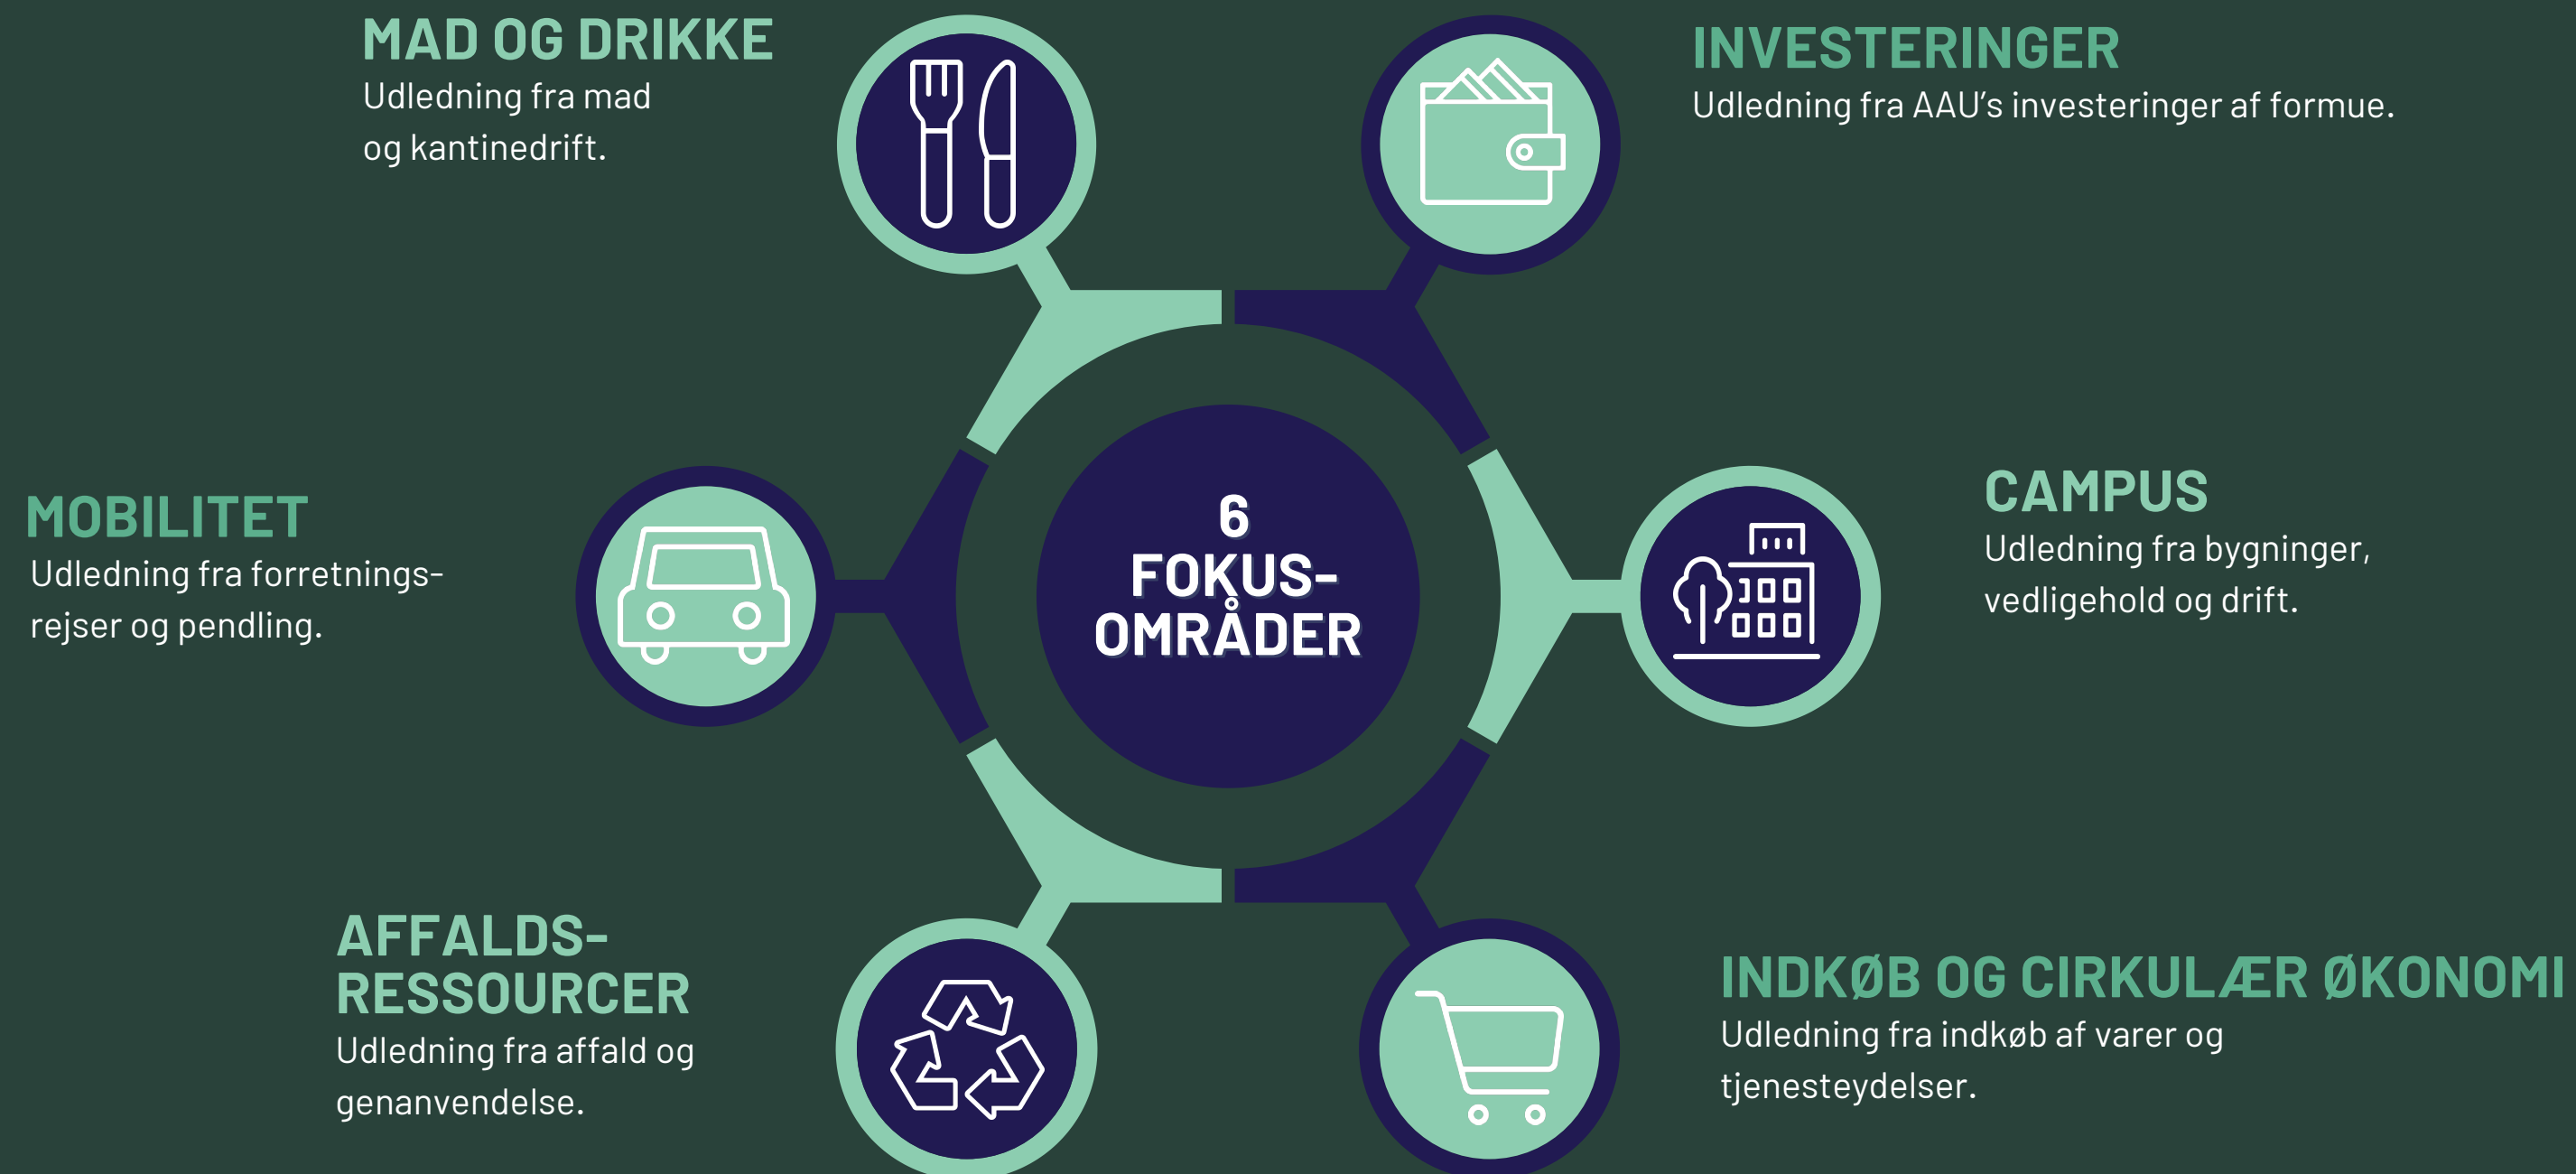 MAD OG DRIKKE
Udledning fra mad
og kantinedrift.
INVESTERINGER
Udledning fra AAU's investeringer af formue.
MOBILITET
Udledning fra forretnings-
rejser og pendling.
6
FOKUS-
OMRÅDER
CAMPUS
Udledning fra bygninger,
vedligehold og drift.
AFFALDS-
RESSOURCER
Udledning fra affald og
genanvendelse.
INDKØB OG CIRKULÆR ØKONOMI
Udledning fra indkøb af varer og
tjenesteydelser.